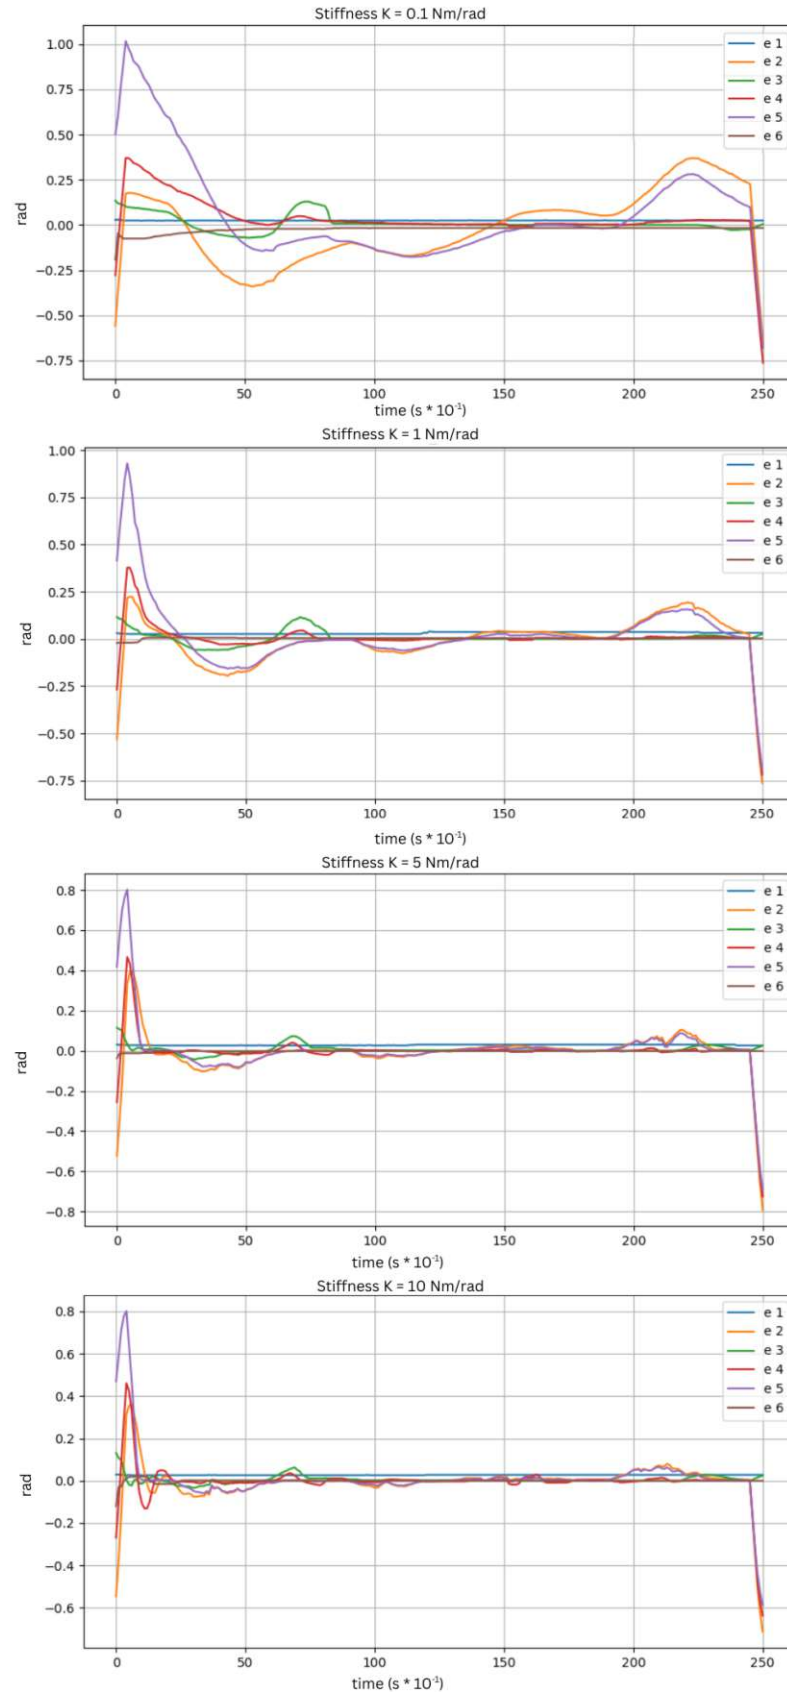 Stiffness K = 0.1 Nm/rad
1.00
0.75
0.50
0.25
0.00
−0.25
−0.50
−0.75
rad
e 1
e 2
e 3
e 4
e 5
e 6
0 50 100 150 200 250
time (s * 10⁻¹)
Stiffness K = 1 Nm/rad
1.00
0.75
0.50
0.25
0.00
−0.25
−0.50
−0.75
rad
e 1
e 2
e 3
e 4
e 5
e 6
0 50 100 150 200 250
time (s * 10⁻¹)
Stiffness K = 5 Nm/rad
0.8
0.6
0.4
0.2
0.0
−0.2
−0.4
−0.6
−0.8
rad
e 1
e 2
e 3
e 4
e 5
e 6
0 50 100 150 200 250
time (s * 10⁻¹)
Stiffness K = 10 Nm/rad
0.8
0.6
0.4
0.2
0.0
−0.2
−0.4
−0.6
rad
e 1
e 2
e 3
e 4
e 5
e 6
0 50 100 150 200 250
time (s * 10⁻¹)